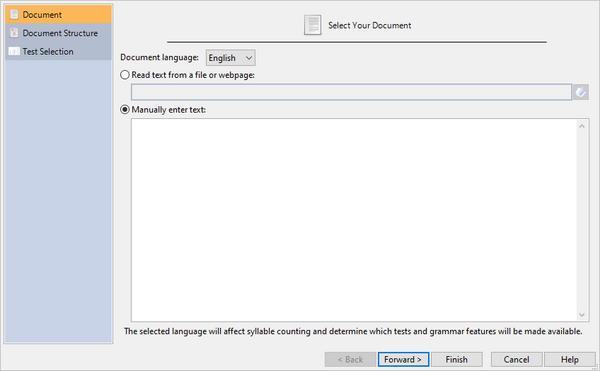 Document
Document Structure
Test Selection
Select Your Document
Document language: English
Read text from a file or webpage:
Manually enter text:
The selected language will affect syllable counting and determine which tests and grammar features will be made available.
< Back Forward > Finish Cancel Help